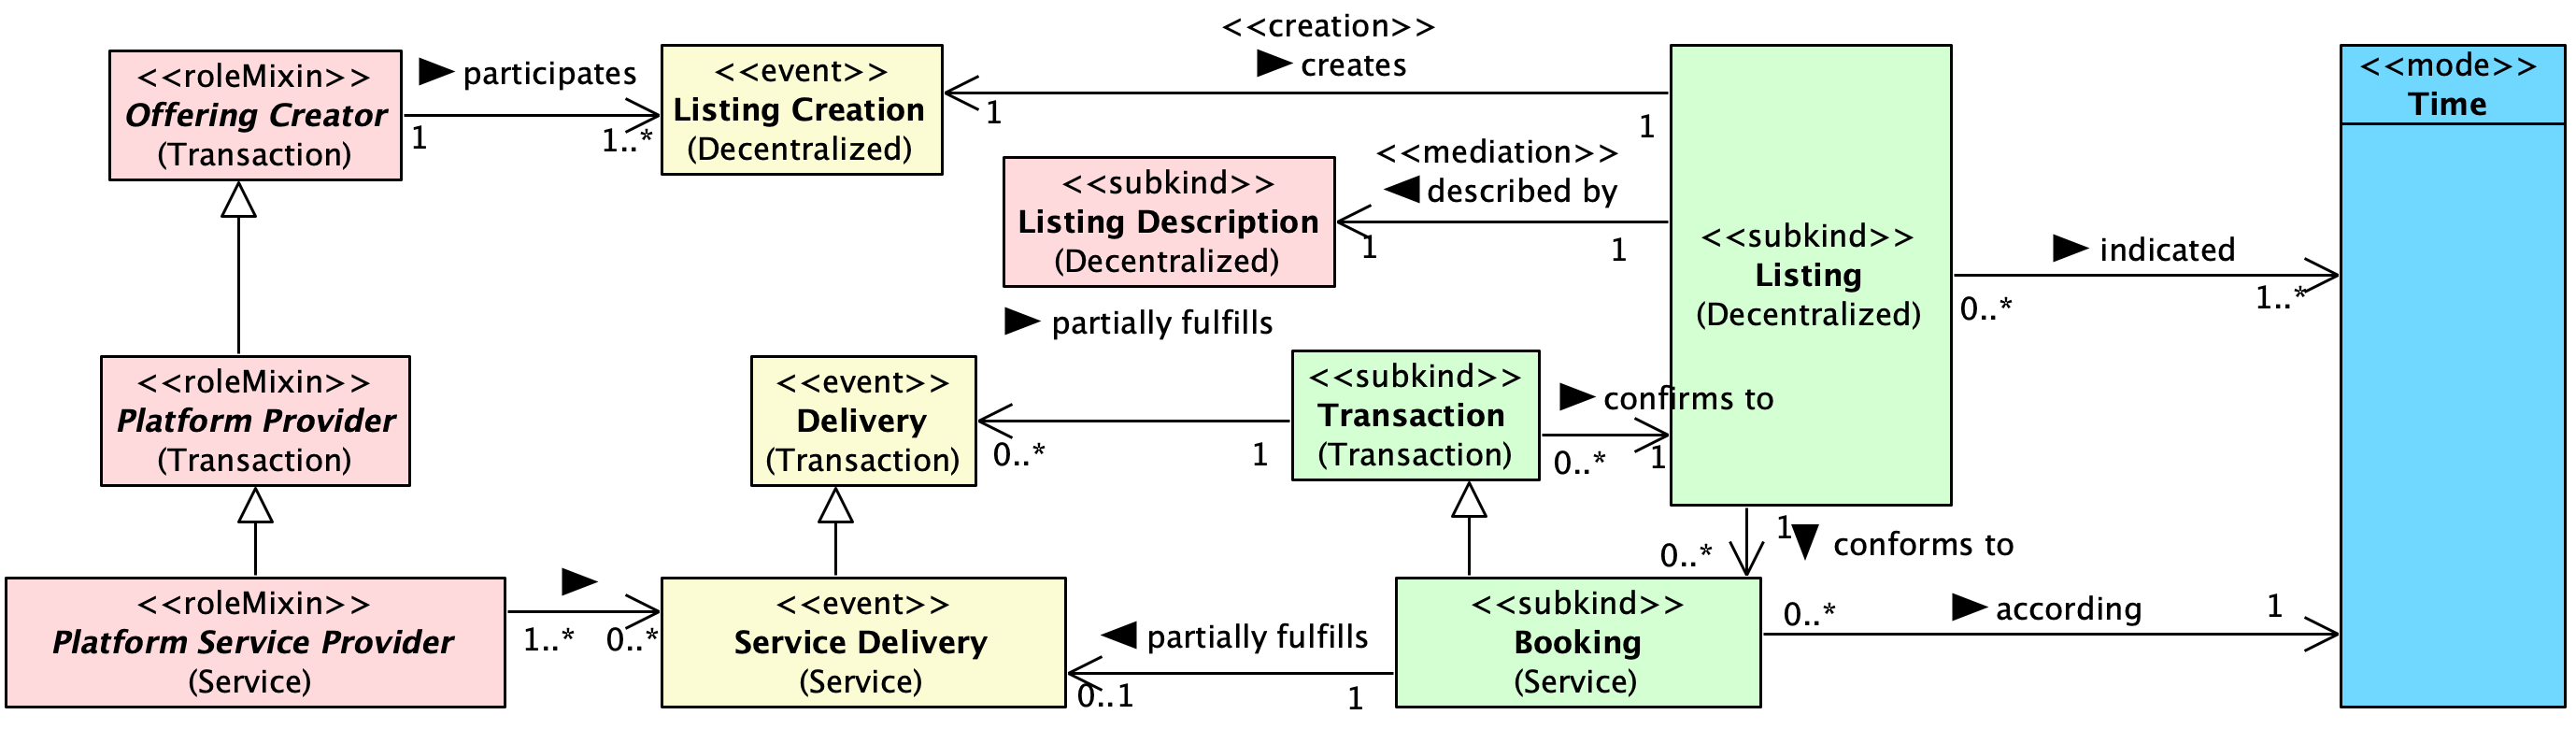 <<creation>>
► creates
<<roleMixin>>
Offering Creator
(Transaction)
► participates
1
1..*
<<event>>
Listing Creation
(Decentralized)
1
1
<<mediation>>
◄ described by
<<subkind>>
Listing Description
(Decentralized)
1
1
<<subkind>>
Listing
(Decentralized)
► indicated
0..*
1..*
<<mode>>
Time
► partially fulfills
<<roleMixin>>
Platform Provider
(Transaction)
<<event>>
Delivery
(Transaction)
0..*
1
<<subkind>>
Transaction
(Transaction)
► confirms to
0..*
1
1
▼ conforms to
0..*
<<roleMixin>>
Platform Service Provider
(Service)
►
1..*
0..*
<<event>>
Service Delivery
(Service)
◄ partially fulfills
0..1
1
<<subkind>>
Booking
(Service)
0..*
► according
1